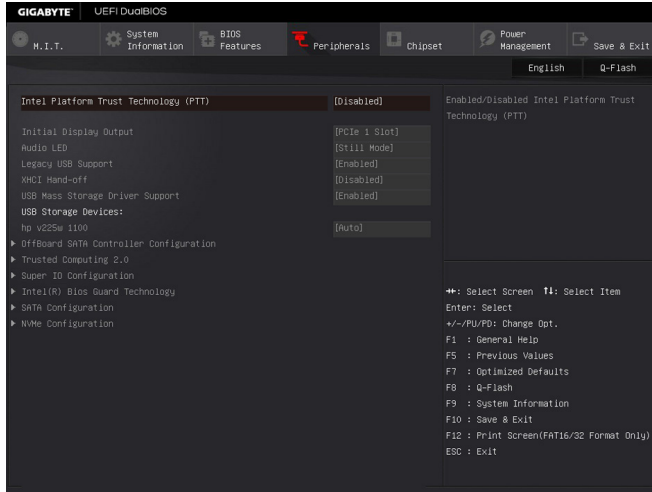 GIGABYTE™ UEFI DualBIOS
M.I.T. System Information BIOS Features Peripherals Chipset Power Management Save & Exit
English Q-Flash
Intel Platform Trust Technology (PTT) [Disabled]
Initial Display Output [PCIe 1 Slot]
Audio LED [Still Mode]
Legacy USB Support [Enabled]
XHCI Hand-off [Disabled]
USB Mass Storage Driver Support [Enabled]
USB Storage Devices:
hp v225w 1100 [Auto]
OffBoard SATA Controller Configuration
Trusted Computing 2.0
Super IO Configuration
Intel(R) Bios Guard Technology
SATA Configuration
NVMe Configuration
Enabled/Disabled Intel Platform Trust
Technology (PTT)
→←: Select Screen ↑↓: Select Item
Enter: Select
+/-/PU/PD: Change Opt.
F1 : General Help
F5 : Previous Values
F7 : Optimized Defaults
F8 : Q-Flash
F9 : System Information
F10 : Save & Exit
F12 : Print Screen(FAT16/32 Format Only)
ESC : Exit